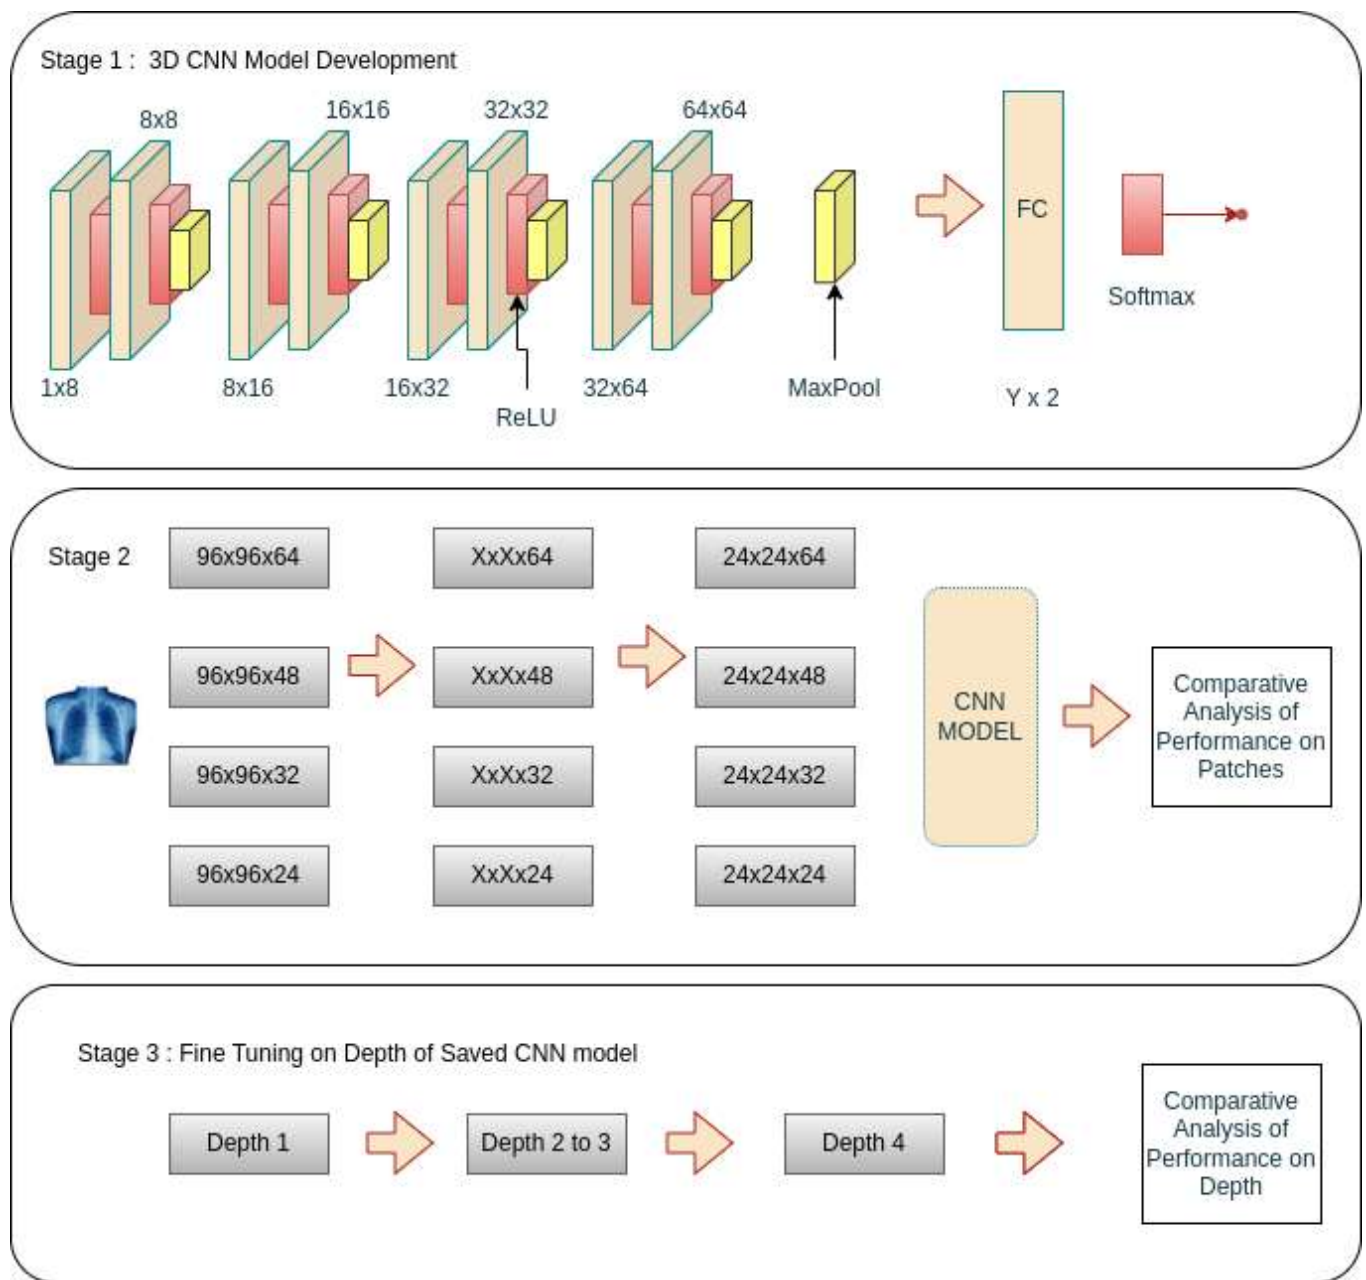 Stage 1 : 3D CNN Model Development
8x8
16x16
32x32
64x64
FC
Softmax
1x8
8x16
16x32
32x64
MaxPool
Y x 2
ReLU
Stage 2
96x96x64
XxXx64
24x24x64
96x96x48
XxXx48
24x24x48
96x96x32
XxXx32
24x24x32
96x96x24
XxXx24
24x24x24
CNN
MODEL
Comparative
Analysis of
Performance on
Patches
Stage 3 : Fine Tuning on Depth of Saved CNN model
Depth 1
Depth 2 to 3
Depth 4
Comparative
Analysis of
Performance on
Depth